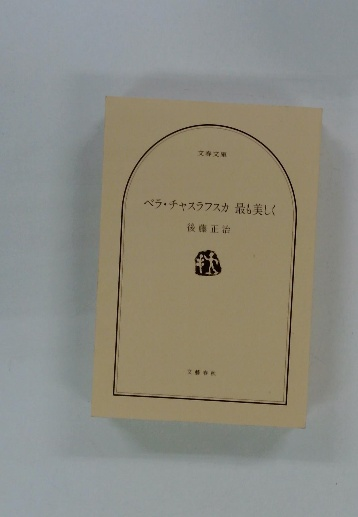 文春文庫
ベラ・チャスラフスカ 最も美しく
後藤正治
文藝春秋